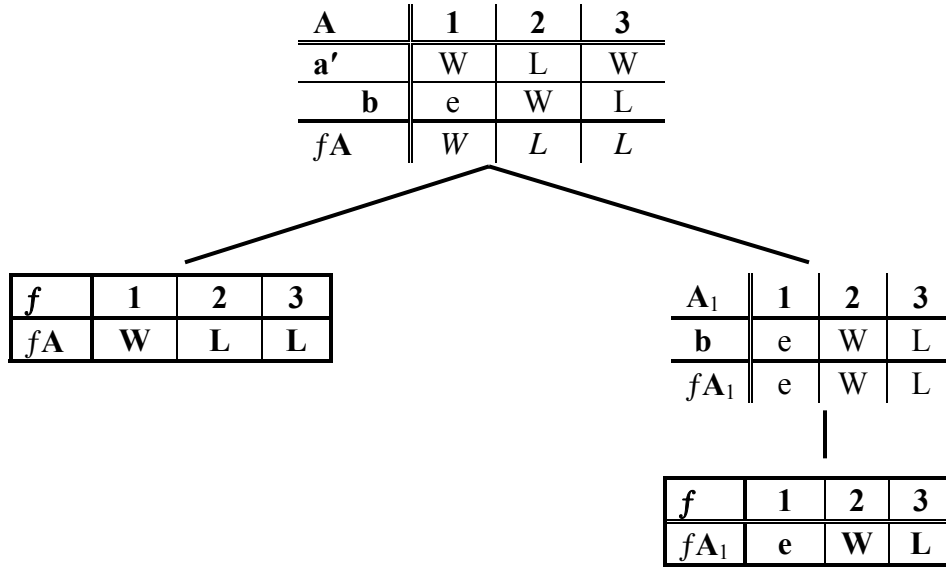 A 1 2 3
a′ W L W
b e W L
fA W L L
f 1 2 3
fA W L L
A₁ 1 2 3
b e W L
fA₁ e W L
f 1 2 3
fA₁ e W L